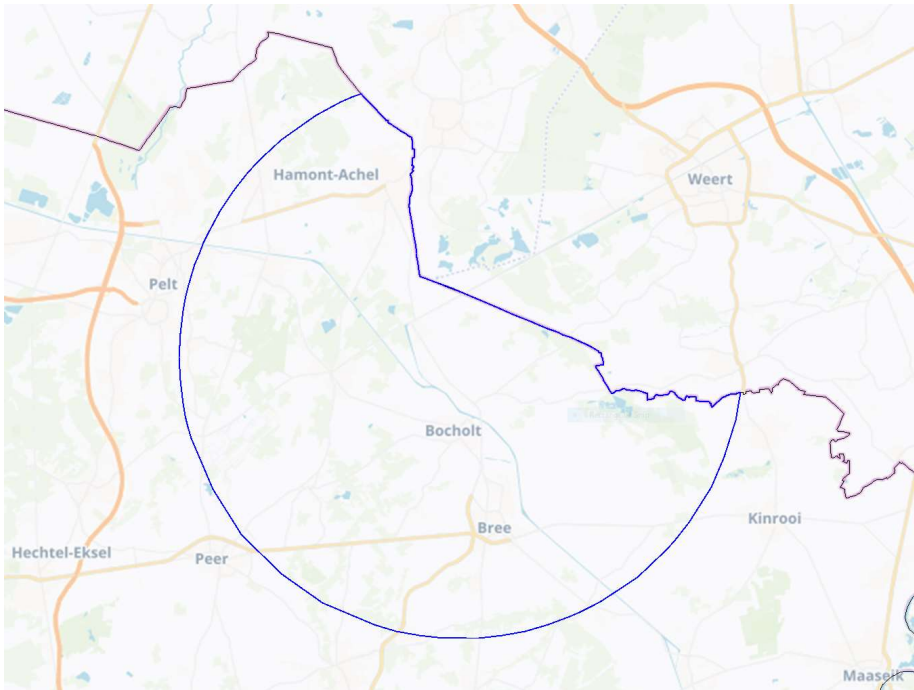 Hamont-Achel
Weert
Pelt
Bocholt
Kinrooi
Bree
Hechtel-Eksel
Peer
Maaseik